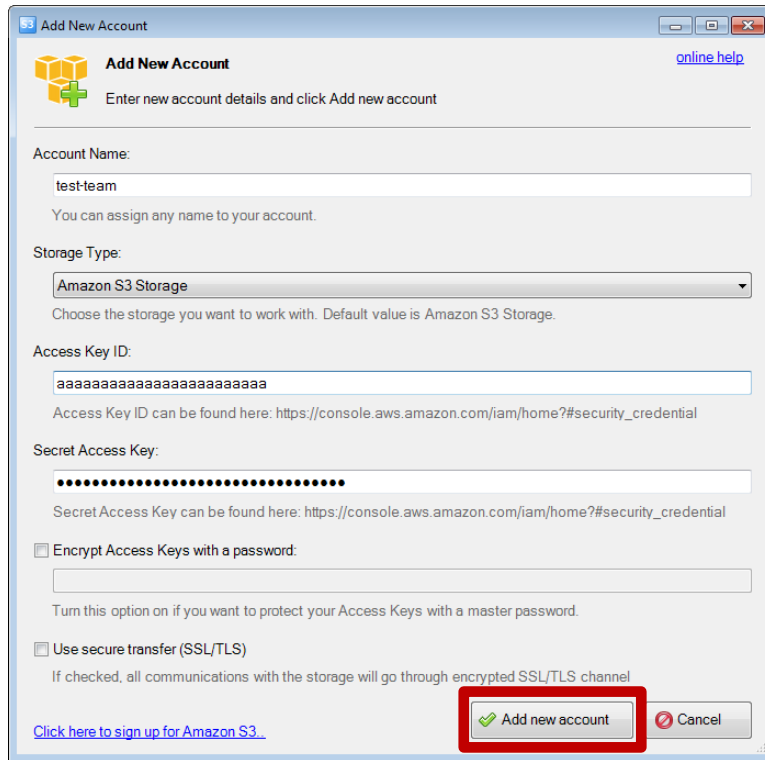 S3 Add New Account
Add New Account
online help
Enter new account details and click Add new account
Account Name:
test-team
You can assign any name to your account.
Storage Type:
Amazon S3 Storage
Choose the storage you want to work with. Default value is Amazon S3 Storage.
Access Key ID:
aaaaaaaaaaaaaaaaaaaaaaaa
Access Key ID can be found here: https://console.aws.amazon.com/iam/home?#security_credential
Secret Access Key:
●●●●●●●●●●●●●●●●●●●●●●●●●●●●●●●●●
Secret Access Key can be found here: https://console.aws.amazon.com/iam/home?#security_credential
Encrypt Access Keys with a password:
Turn this option on if you want to protect your Access Keys with a master password.
Use secure transfer (SSL/TLS)
If checked, all communications with the storage will go through encrypted SSL/TLS channel
Click here to sign up for Amazon S3..
Add new account
Cancel